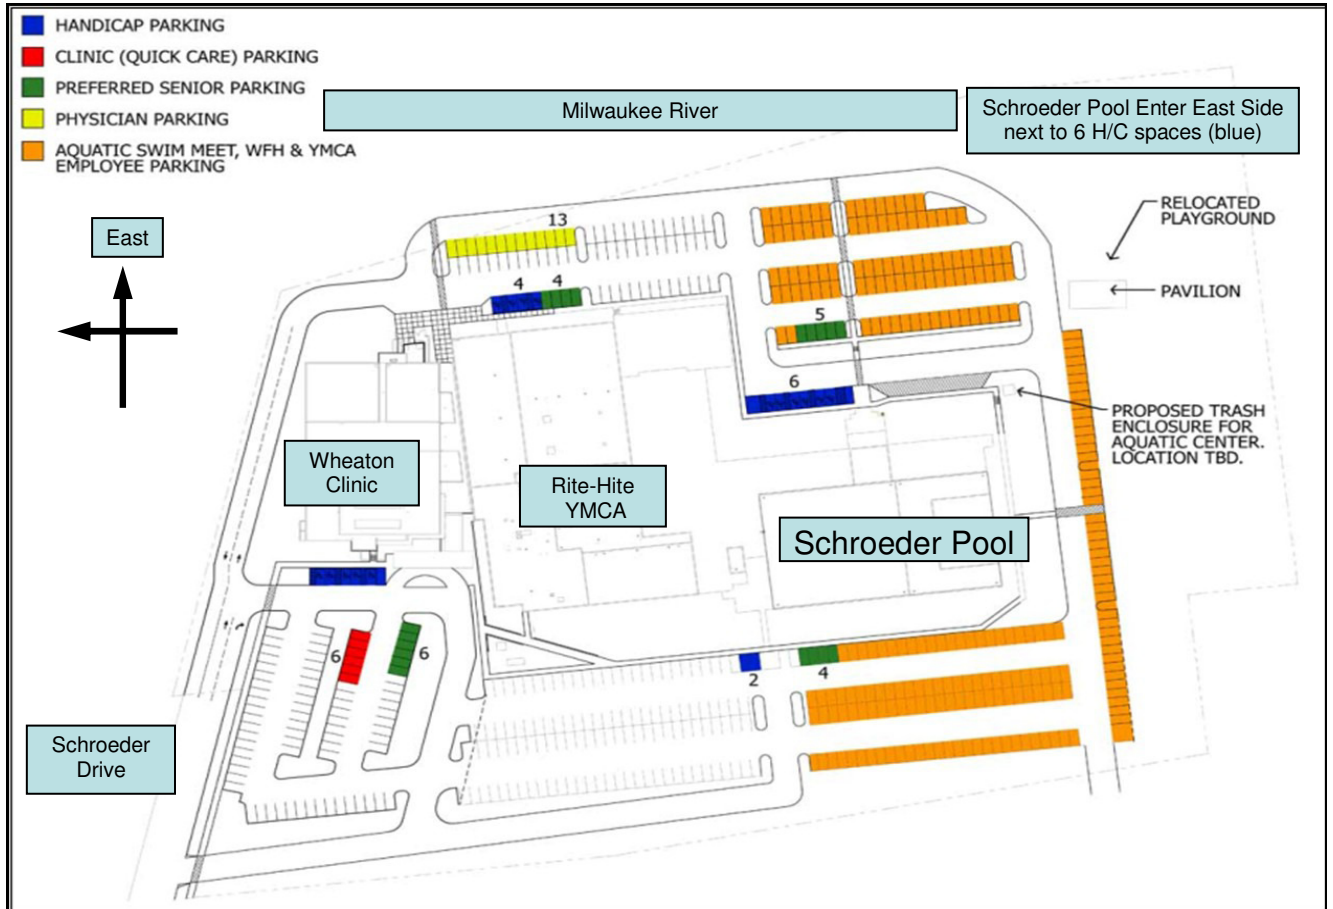 HANDICAP PARKING
CLINIC (QUICK CARE) PARKING
PREFERRED SENIOR PARKING
PHYSICIAN PARKING
AQUATIC SWIM MEET, WFH & YMCA
EMPLOYEE PARKING
Milwaukee River
Schroeder Pool Enter East Side
next to 6 H/C spaces (blue)
East
RELOCATED
PLAYGROUND
PAVILION
13
4
4
5
6
PROPOSED TRASH
ENCLOSURE FOR
AQUATIC CENTER.
LOCATION TBD.
Wheaton
Clinic
Rite-Hite
YMCA
Schroeder Pool
6
6
2
4
Schroeder
Drive